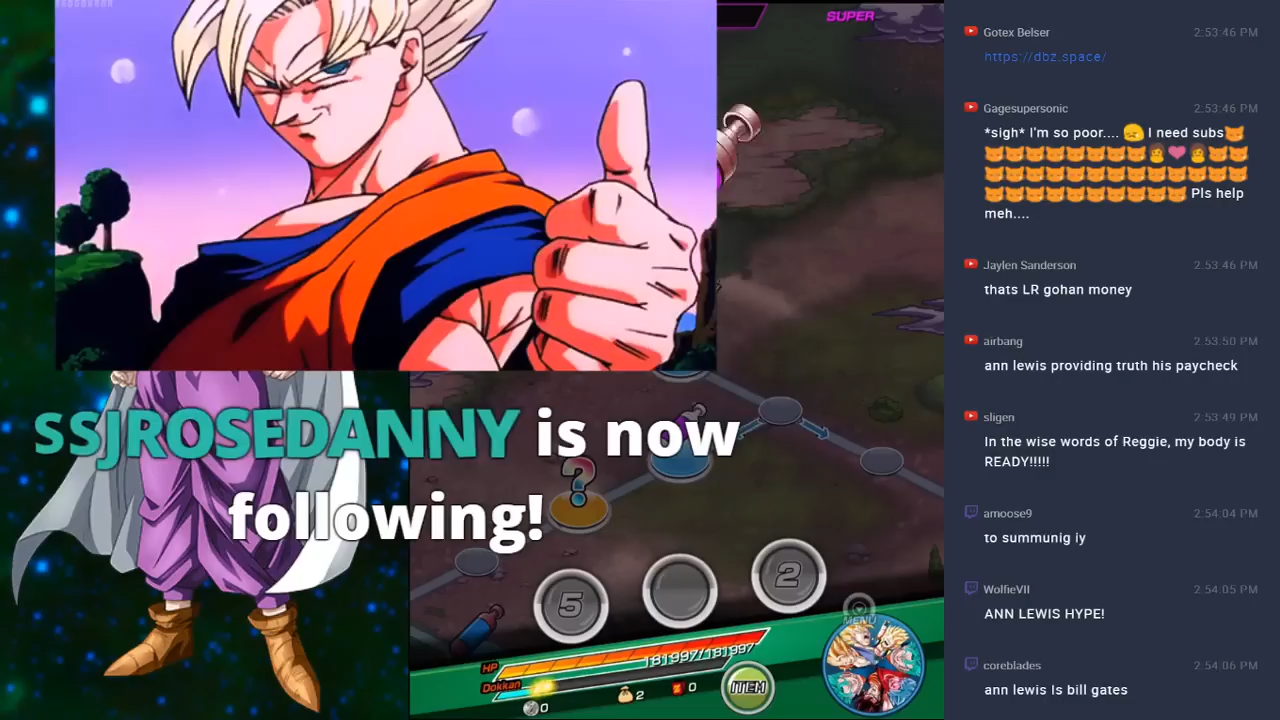 SUPER
SSJROSEDANNY is now
following!
5
2
MENU
HP
181997/181997
Dokkan
0
2
0
ITEM
Gotex Belser 2:53:46 PM
https://dbz.space/
Gagesupersonic 2:53:46 PM
*sigh* I'm so poor.... I need subs
Pls help
meh....
Jaylen Sanderson 2:53:46 PM
thats LR gohan money
airbang 2:53:50 PM
ann lewis providing truth his paycheck
sligen 2:53:49 PM
In the wise words of Reggie, my body is
READY!!!!!
amoose9 2:54:04 PM
to summunig iy
WolfieVII 2:54:05 PM
ANN LEWIS HYPE!
coreblades 2:54:06 PM
ann lewis Is bill gates